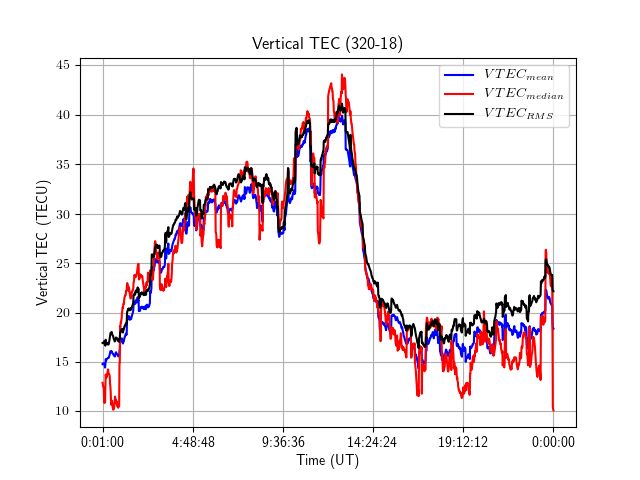 Vertical TEC (320-18)
VTEC_mean
VTEC_median
VTEC_RMS
Vertical TEC (TECU)
45
40
35
30
25
20
15
10
0:01:00 4:48:48 9:36:36 14:24:24 19:12:12 0:00:00
Time (UT)